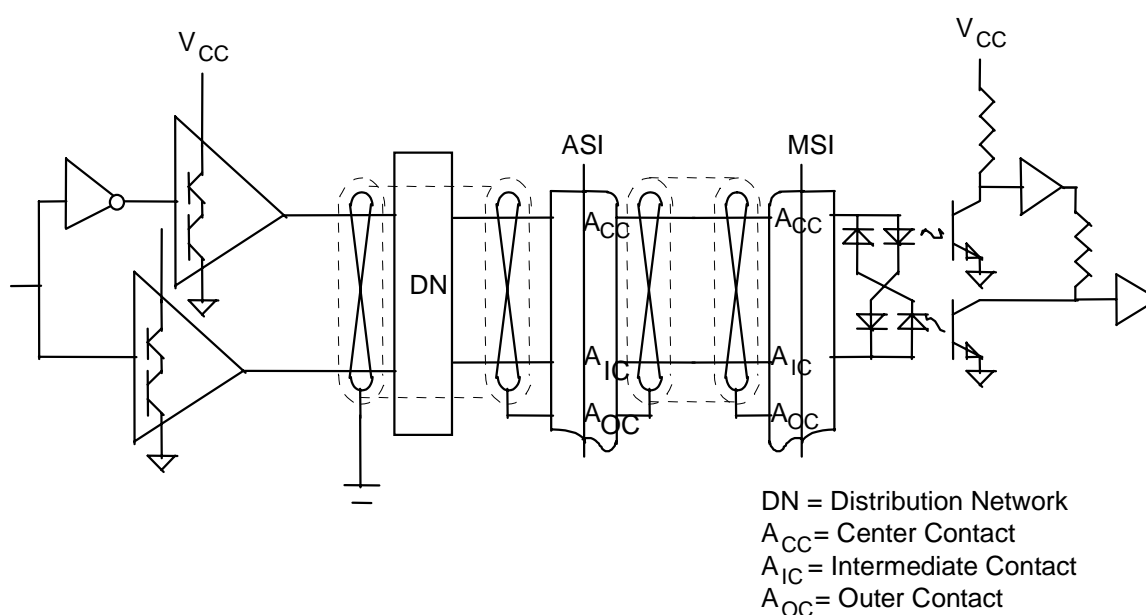 VCC
VCC
ASI
MSI
ACC
ACC
DN
AIC
AIC
AOC
AOC
DN = Distribution Network
ACC= Center Contact
AIC = Intermediate Contact
AOC= Outer Contact